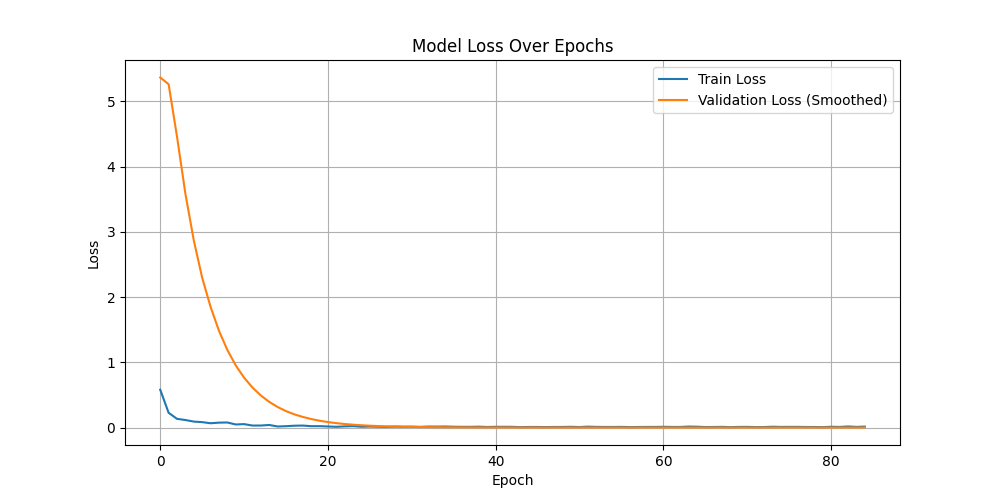 Model Loss Over Epochs
Train Loss
Validation Loss (Smoothed)
5
4
3
2
1
0
Loss
0 20 40 60 80
Epoch